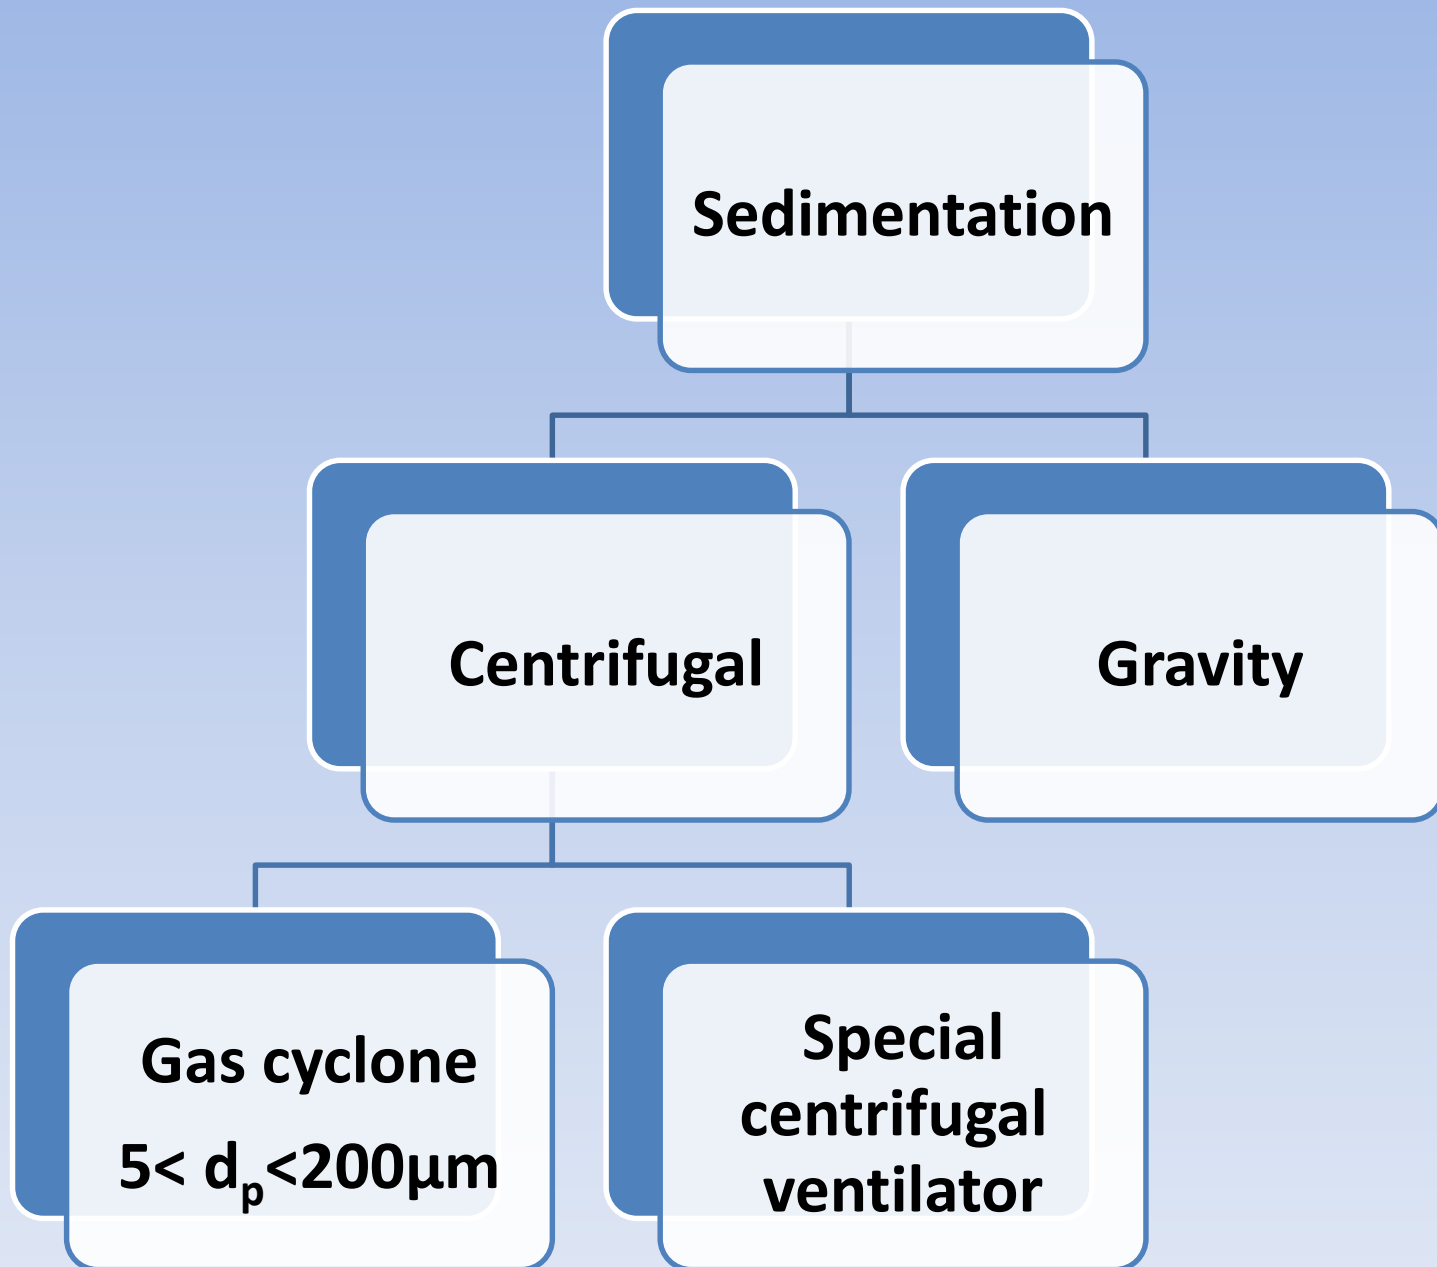 Sedimentation
Centrifugal
Gravity
Gas cyclone
5< dₚ<200µm
Special
centrifugal
ventilator